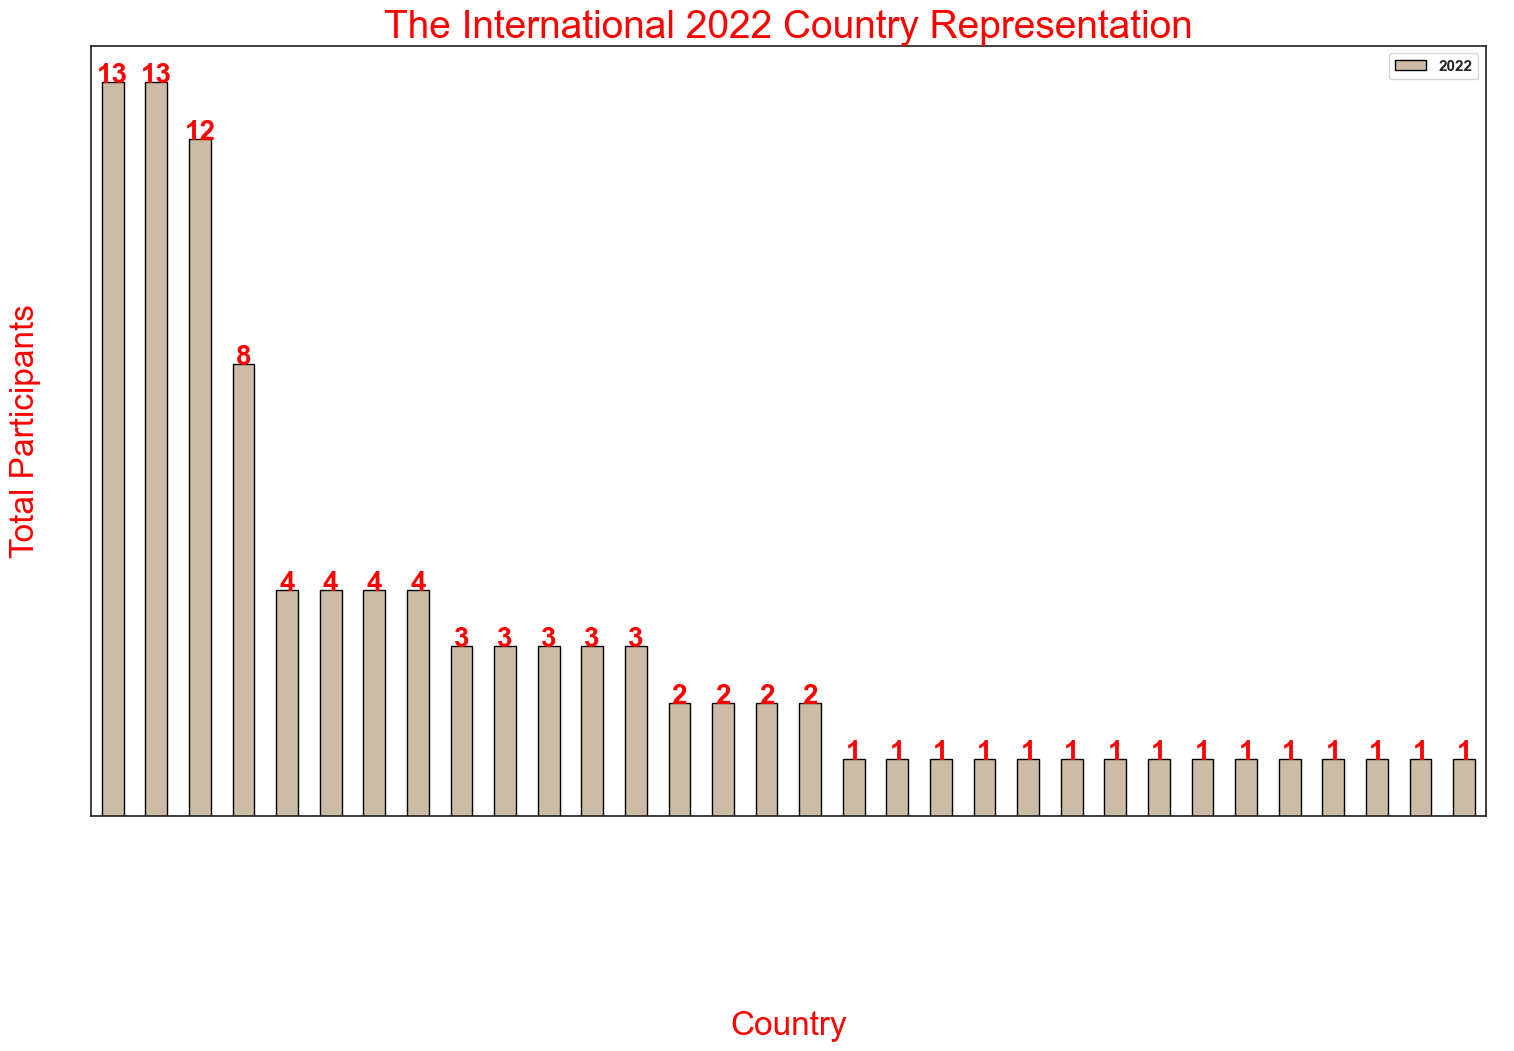 The International 2022 Country Representation
2022
13 13 12 8 4 4 4 4 3 3 3 3 3 2 2 2 2 1 1 1 1 1 1 1 1 1 1 1 1 1 1 1
Total Participants
Country